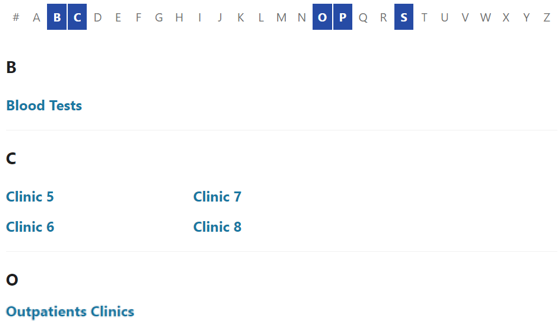 # A B C D E F G H I J K L M N O P Q R S T U V W X Y Z
B
Blood Tests
C
Clinic 5 Clinic 7
Clinic 6 Clinic 8
O
Outpatients Clinics